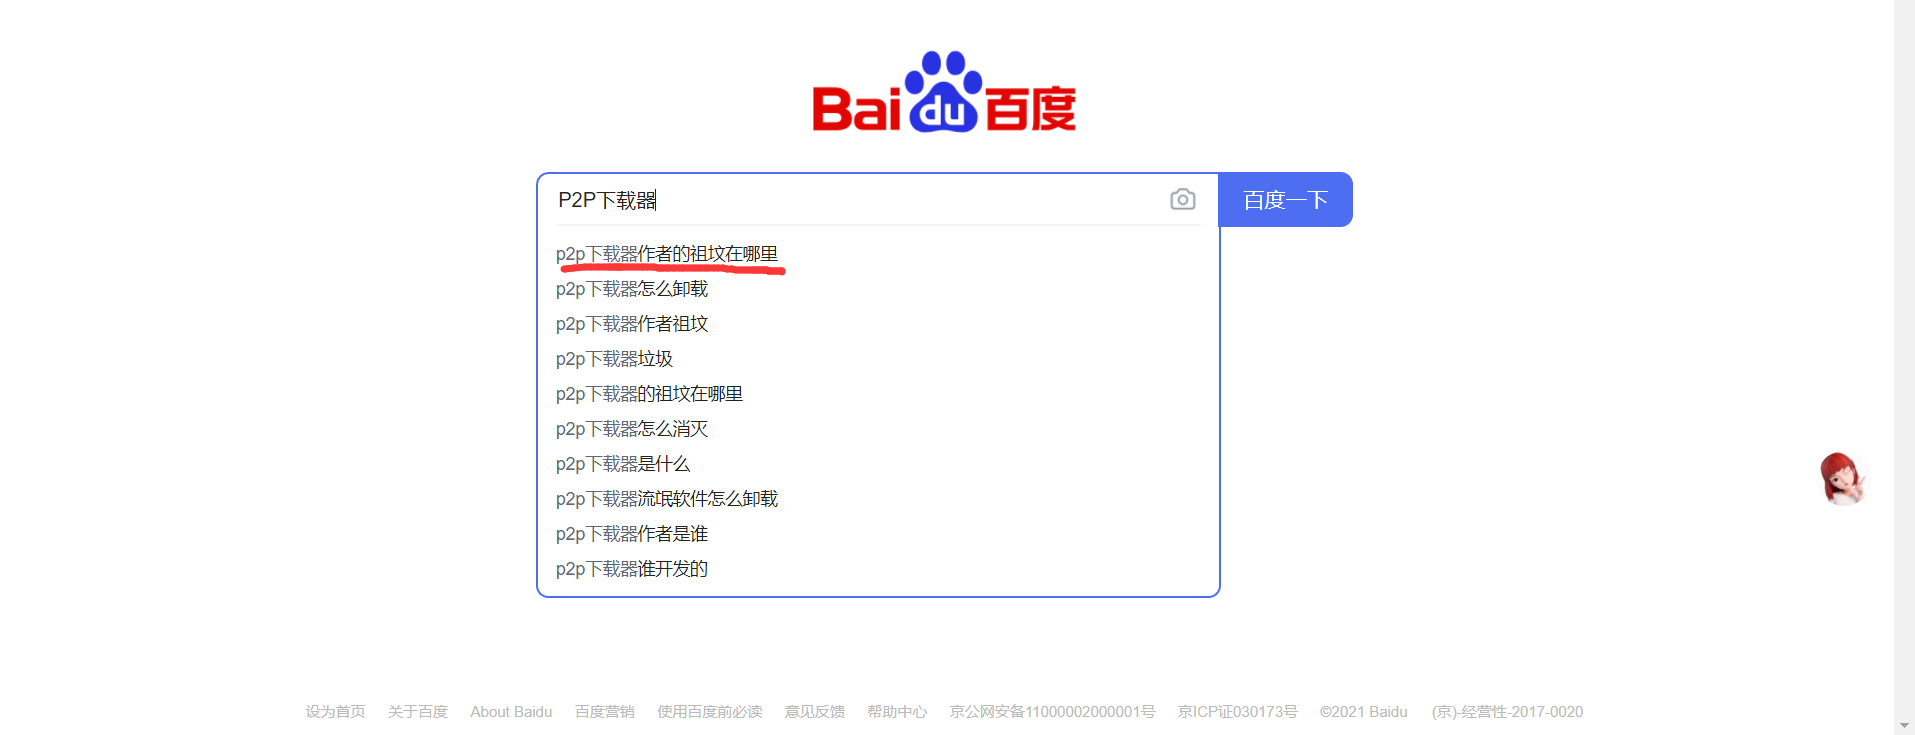 Bai du 百度
P2P下载器
百度一下
p2p下载器作者的祖坟在哪里
p2p下载器怎么卸载
p2p下载器作者祖坟
p2p下载器垃圾
p2p下载器的祖坟在哪里
p2p下载器怎么消灭
p2p下载器是什么
p2p下载器流氓软件怎么卸载
p2p下载器作者是谁
p2p下载器谁开发的
设为首页 关于百度 About Baidu 百度营销 使用百度前必读 意见反馈 帮助中心 京公网安备11000002000001号 京ICP证030173号 ©2021 Baidu (京)-经营性-2017-0020